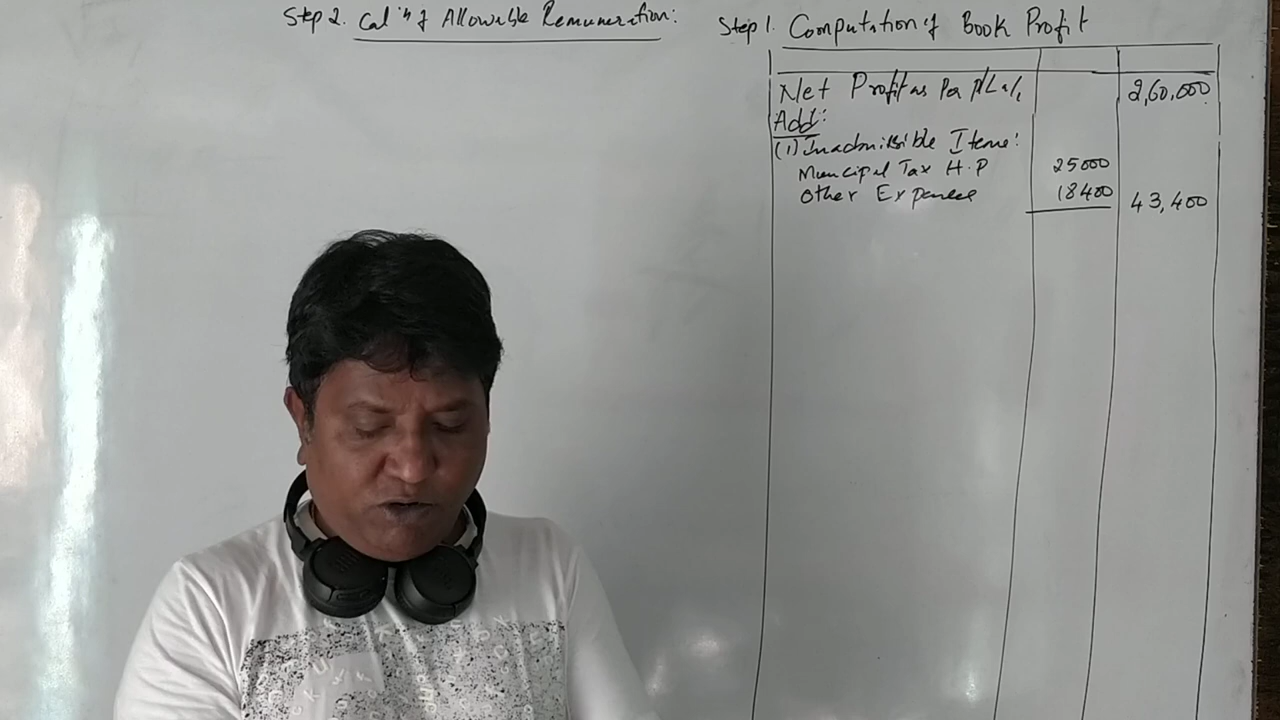 Step 2. Calⁿ of Allowable Remuneration:
Step 1. Computation of Book Profit
Net Profit as Per P/L a/c 2,60,000
Add:
(1) Inadmissible Items:
Municipal Tax H.P 25000
Other Expenses 18400 43,400